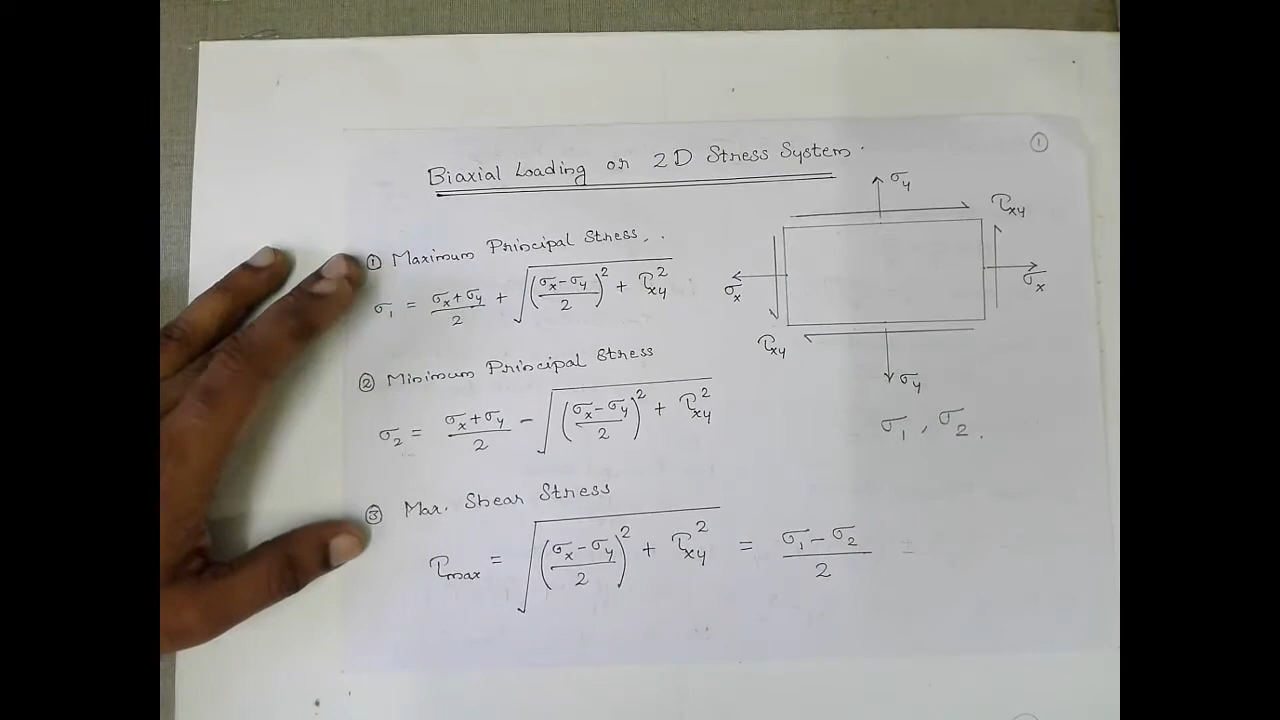 ①
Biaxial Loading or 2D Stress System.
① Maximum Principal Stress.
σ₁ = (σx + σy)/2 + √(((σx − σy)/2)² + τxy²)
② Minimum Principal Stress
σ₂ = (σx + σy)/2 − √(((σx − σy)/2)² + τxy²)
③ Max. Shear Stress
τmax = √(((σx − σy)/2)² + τxy²) = (σ₁ − σ₂)/2
σy
τxy
σx
σx
τxy
σy
σ₁, σ₂.